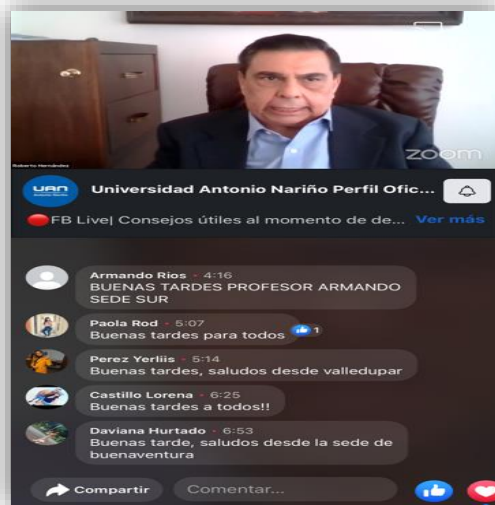 Roberto Hernández
zoom
UAN
Universidad Antonio Nariño Perfil Ofic...
FB Live| Consejos útiles al momento de de... Ver más
Armando Rios · 4:16
BUENAS TARDES PROFESOR ARMANDO
SEDE SUR
Paola Rod · 5:07
Buenas tardes para todos
1
Perez Yerliis · 5:14
Buenas tardes, saludos desde valledupar
Castillo Lorena · 6:25
Buenas tardes a todos!!
Daviana Hurtado · 6:53
Buenas tarde, saludos desde la sede de
buenaventura
Compartir
Comentar...